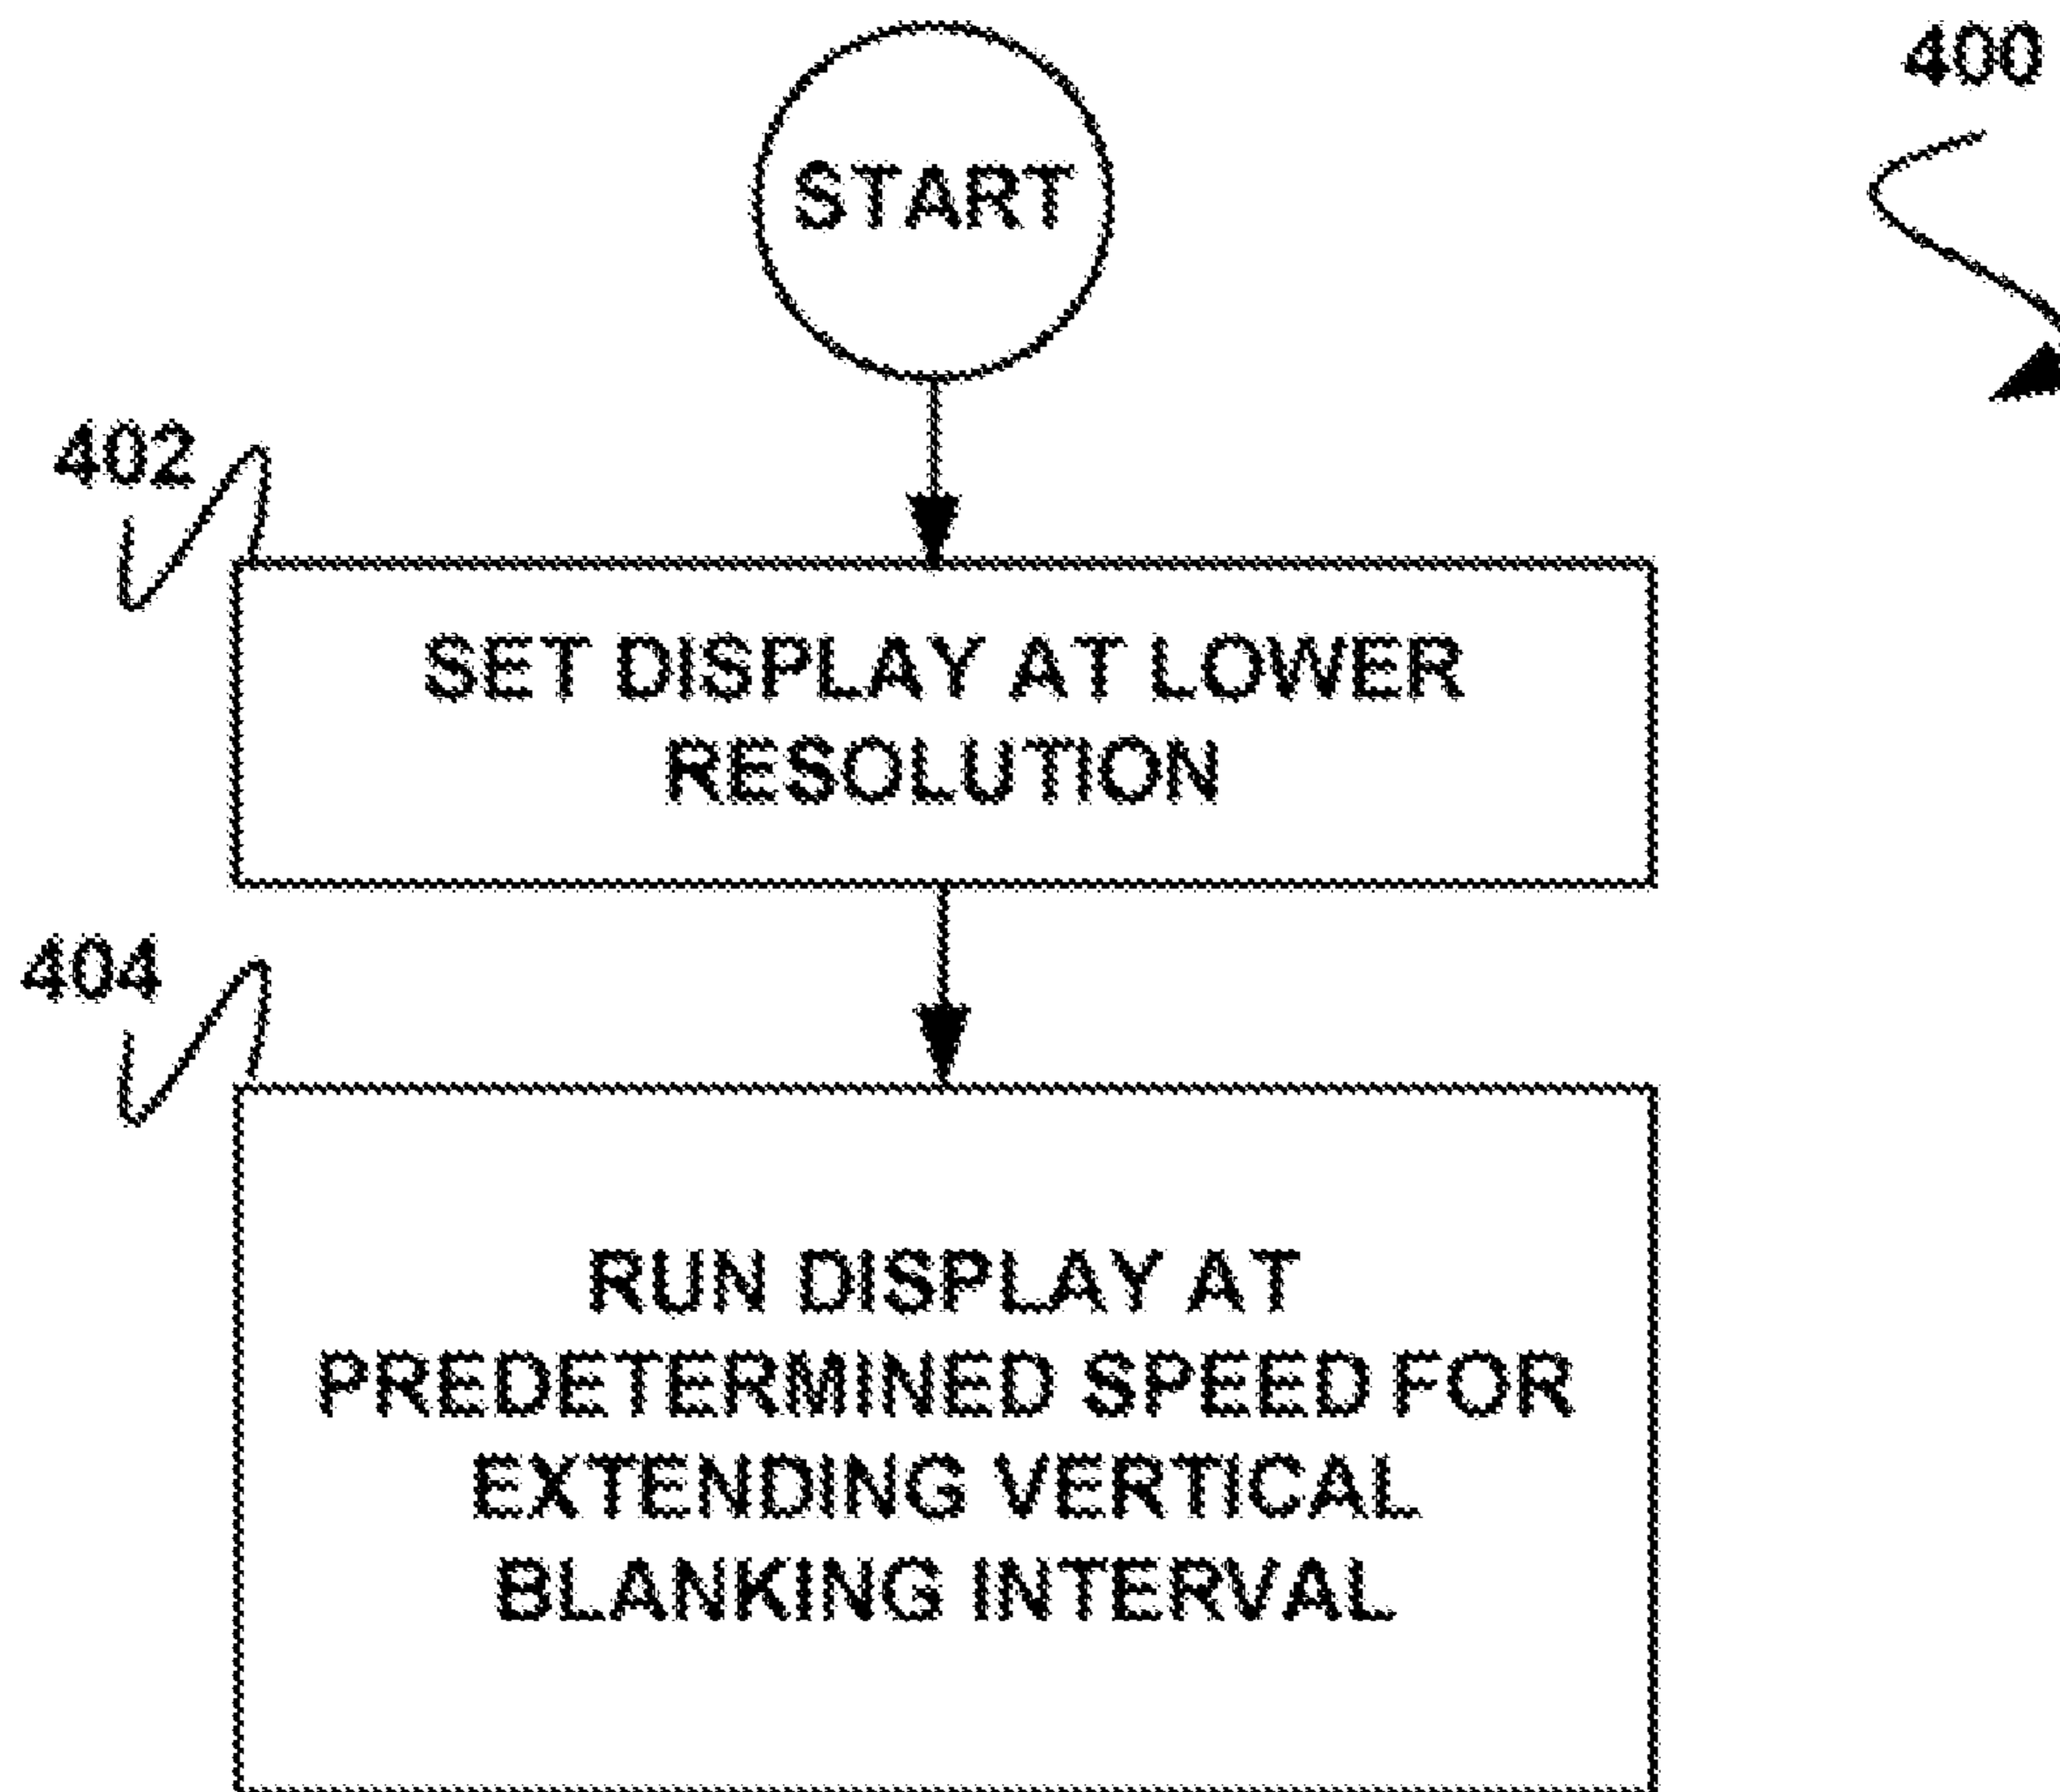 400
START
402
SET DISPLAY AT LOWER
RESOLUTION
404
RUN DISPLAY AT
PREDETERMINED SPEED FOR
EXTENDING VERTICAL
BLANKING INTERVAL